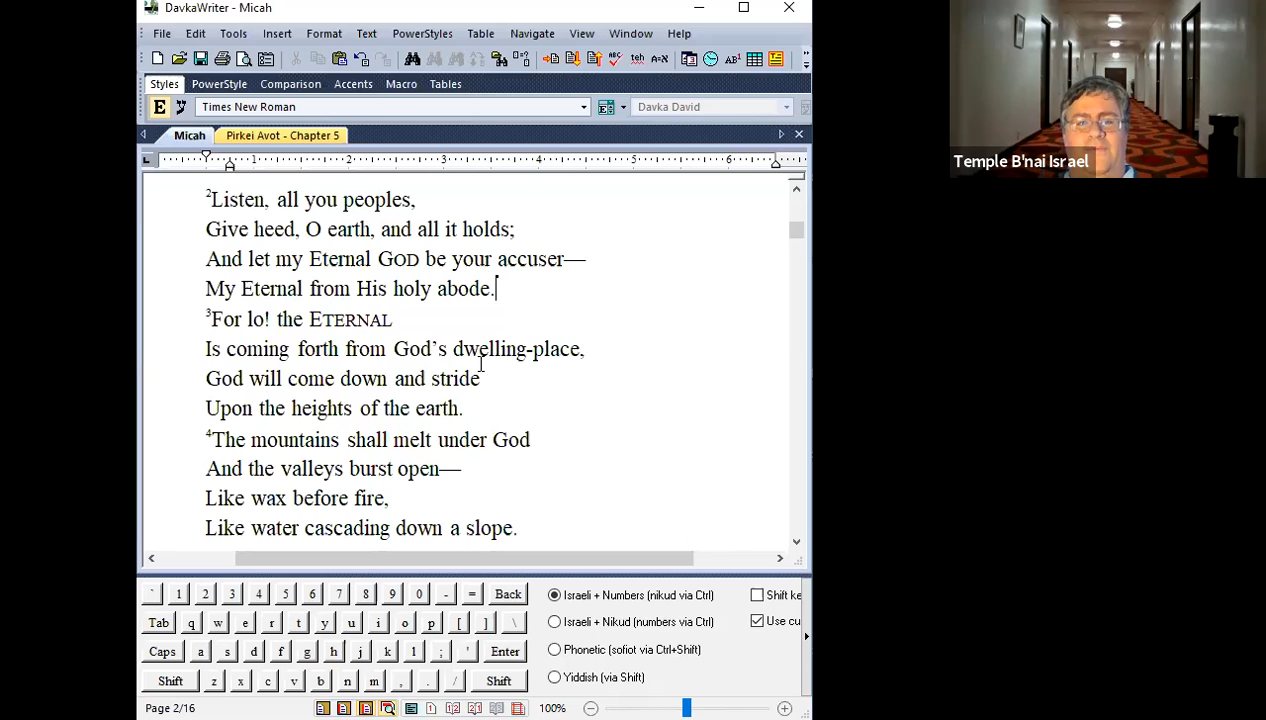 DavkaWriter - Micah
File Edit Tools Insert Format Text PowerStyles Table Navigate View Window Help
Styles PowerStyle Comparison Accents Macro Tables
E ץ Times New Roman Davka David
Micah Pirkei Avot - Chapter 5
1 2 3 4 5 6
2Listen, all you peoples,
Give heed, O earth, and all it holds;
And let my Eternal GOD be your accuser—
My Eternal from His holy abode.
3For lo! the ETERNAL
Is coming forth from God's dwelling-place,
God will come down and stride
Upon the heights of the earth.
4The mountains shall melt under God
And the valleys burst open—
Like wax before fire,
Like water cascading down a slope.
` 1 2 3 4 5 6 7 8 9 0 - = Back
Tab q w e r t y u i o p [ ] \
Caps a s d f g h j k l ; ' Enter
Shift z x c v b n m , . / Shift
Israeli + Numbers (nikud via Ctrl)
Israeli + Nikud (numbers via Ctrl)
Phonetic (sofiot via Ctrl+Shift)
Yiddish (via Shift)
Shift ke
Use cu
Page 2/16 100%
Temple B'nai Israel